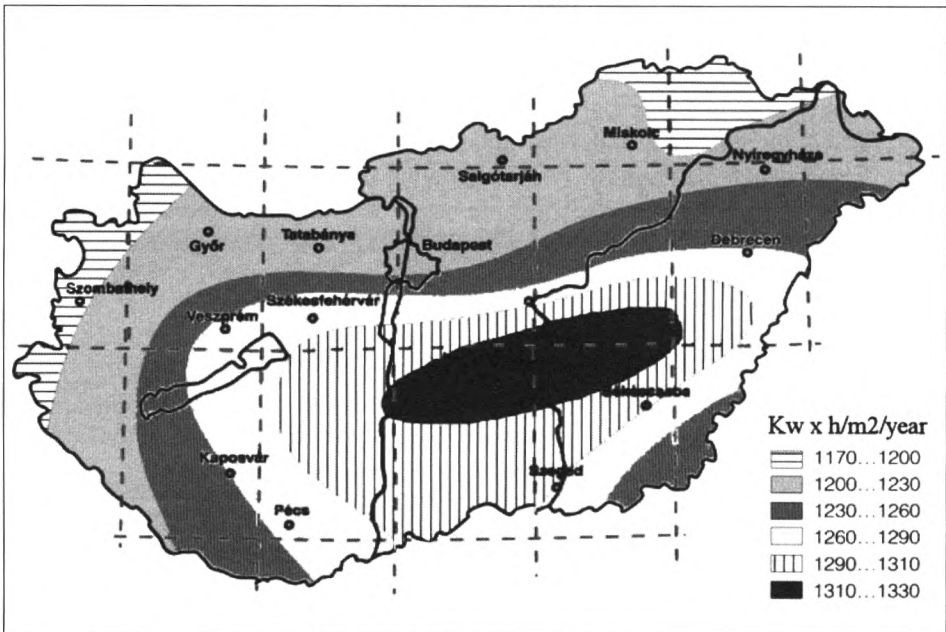 Miskolc
Nyíregyháza
Salgótarján
Győr
Tatabánya
Budapest
Debrecen
Szombathely
Székesfehérvár
Veszprém
Békéscsaba
Kaposvár
Szeged
Pécs
Kw x h/m2/year
1170...1200
1200...1230
1230...1260
1260...1290
1290...1310
1310...1330